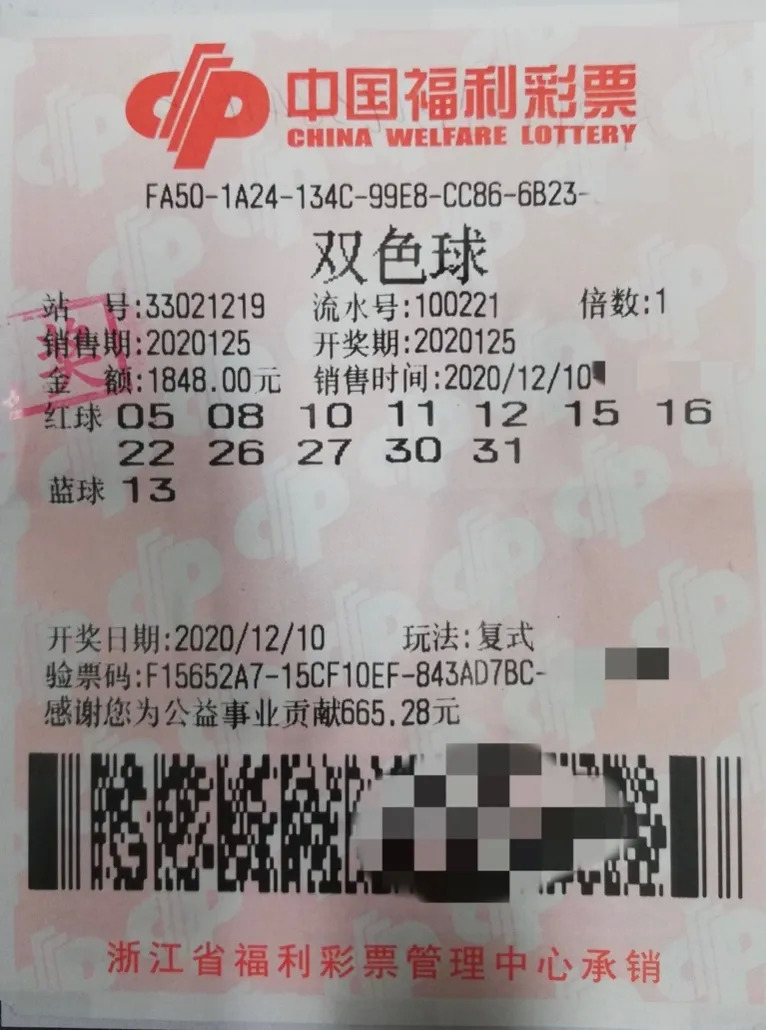 中国福利彩票
CHINA WELFARE LOTTERY
FA50-1A24-134C-99E8-CC86-6B23-
双色球
站 号:33021219 流水号:100221 倍数:1
销售期:2020125 开奖期:2020125
金 额:1848.00元 销售时间:2020/12/10
奖
红球 05 08 10 11 12 15 16
22 26 27 30 31
蓝球 13
开奖日期:2020/12/10 玩法:复式
验票码:F15652A7-15CF10EF-843AD7BC-
感谢您为公益事业贡献665.28元
浙江省福利彩票管理中心承销